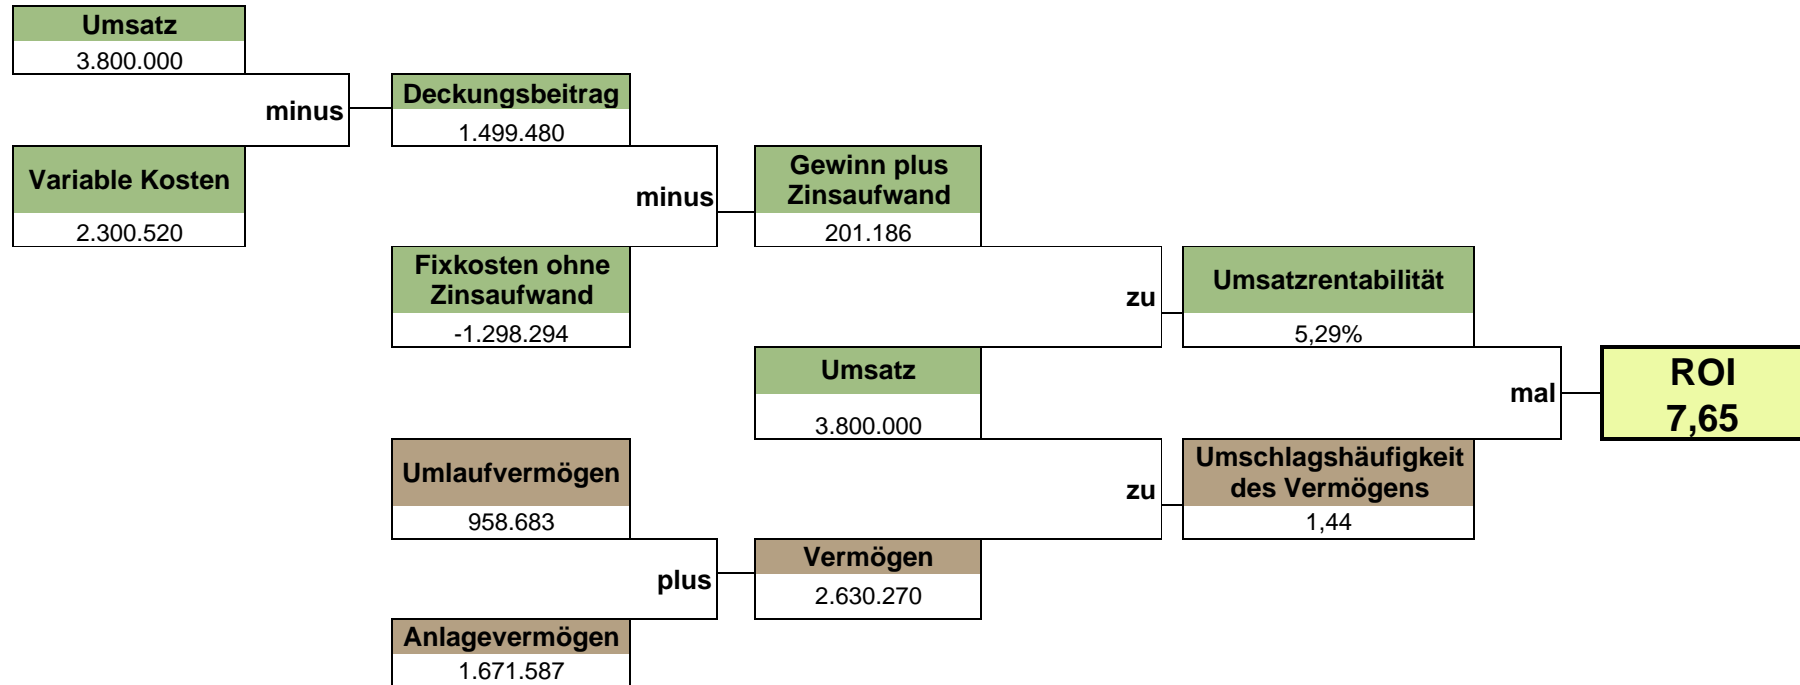 Umsatz
3.800.000
minus
Variable Kosten
2.300.520
Deckungsbeitrag
1.499.480
minus
Fixkosten ohne
Zinsaufwand
-1.298.294
Gewinn plus
Zinsaufwand
201.186
zu
Umsatz
3.800.000
Umsatzrentabilität
5,29%
mal
ROI
7,65
Umlaufvermögen
958.683
plus
Anlagevermögen
1.671.587
Vermögen
2.630.270
zu
Umschlagshäufigkeit
des Vermögens
1,44